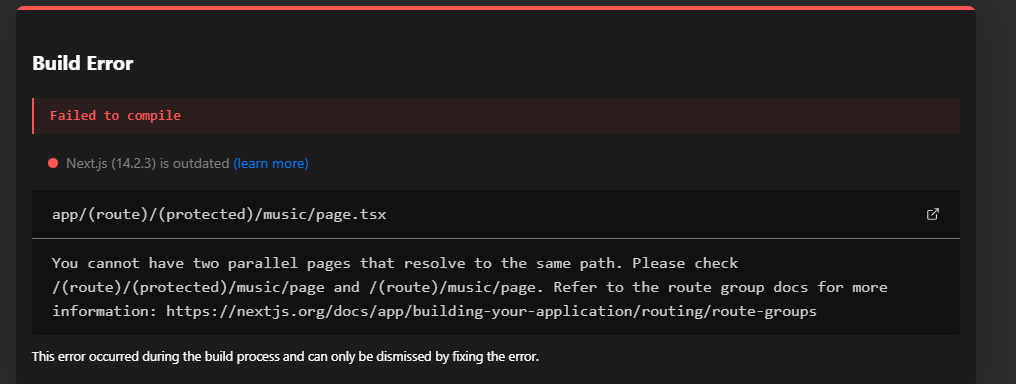 Build Error
Failed to compile
Next.js (14.2.3) is outdated (learn more)
app/(route)/(protected)/music/page.tsx
You cannot have two parallel pages that resolve to the same path. Please check
/(route)/(protected)/music/page and /(route)/music/page. Refer to the route group docs for more
information: https://nextjs.org/docs/app/building-your-application/routing/route-groups
This error occurred during the build process and can only be dismissed by fixing the error.